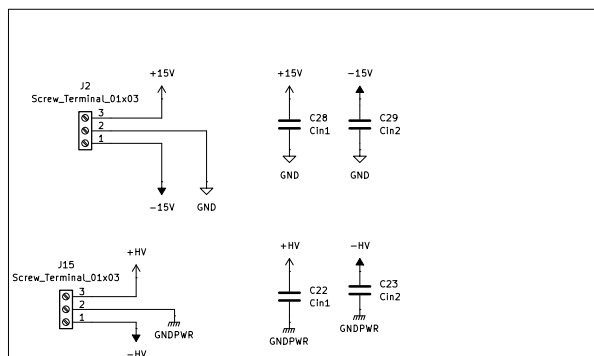 J2
Screw_Terminal_01x03
3
2
1
+15V
-15V
GND
+15V
C28
Cin1
GND
-15V
C29
Cin2
GND
J15
Screw_Terminal_01x03
3
2
1
+HV
GNDPWR
-HV
+HV
C22
Cin1
GNDPWR
-HV
C23
Cin2
GNDPWR